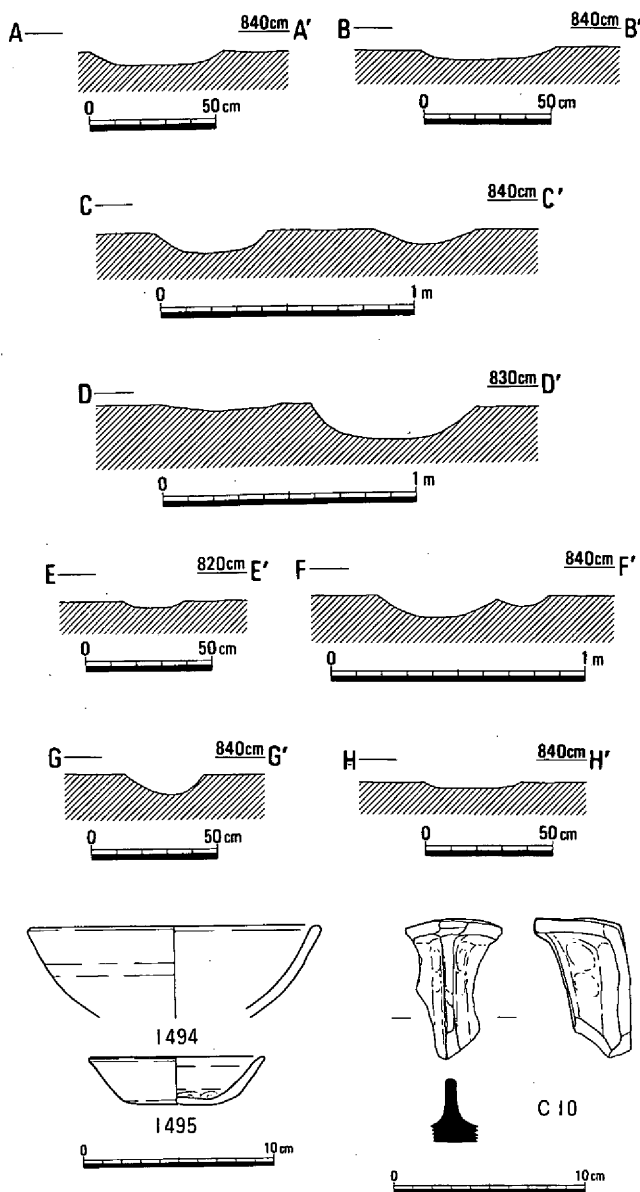 A 840cm A′ B 840cm B′
0 50cm 0 50cm
C 840cm C′
0 1m
D 830cm D′
0 1m
E 820cm E′ F 840cm F′
0 50cm 0 1m
G 840cm G′ H 840cm H′
0 50cm 0 50cm
1494
1495 C10
0 10cm 0 10cm